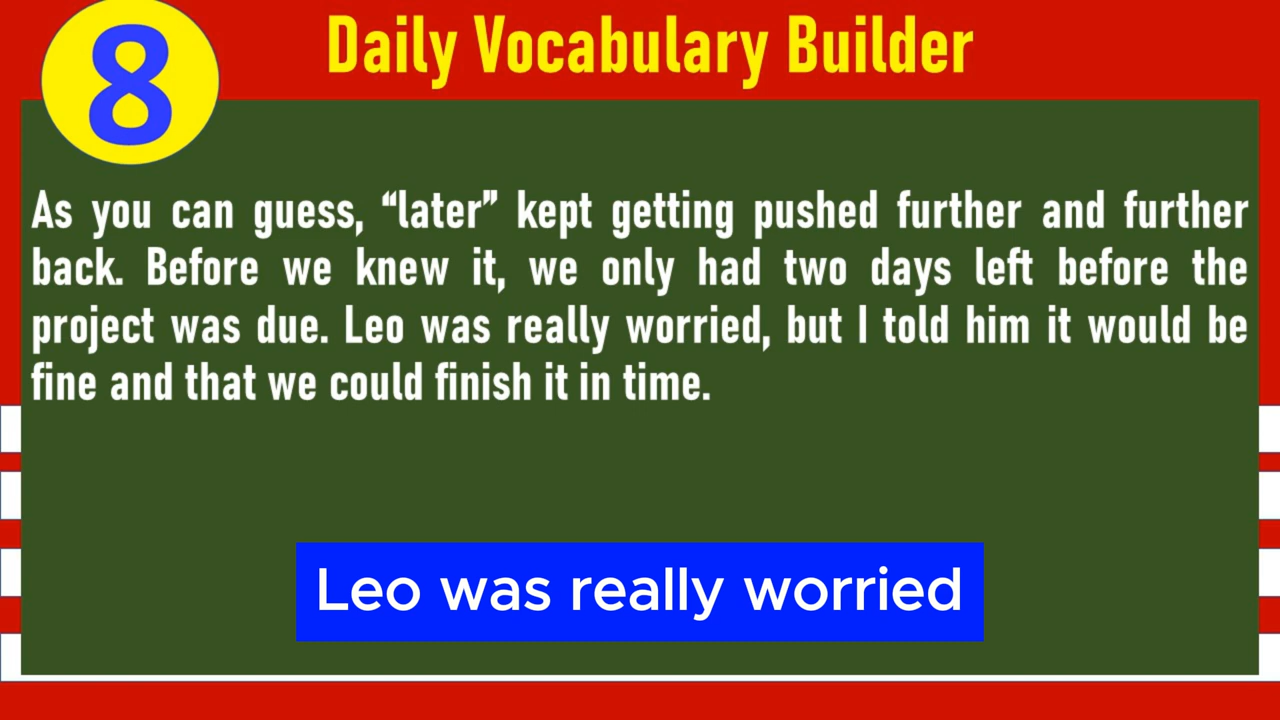 8
Daily Vocabulary Builder
As you can guess, “later” kept getting pushed further and further
back. Before we knew it, we only had two days left before the
project was due. Leo was really worried, but I told him it would be
fine and that we could finish it in time.
Leo was really worried